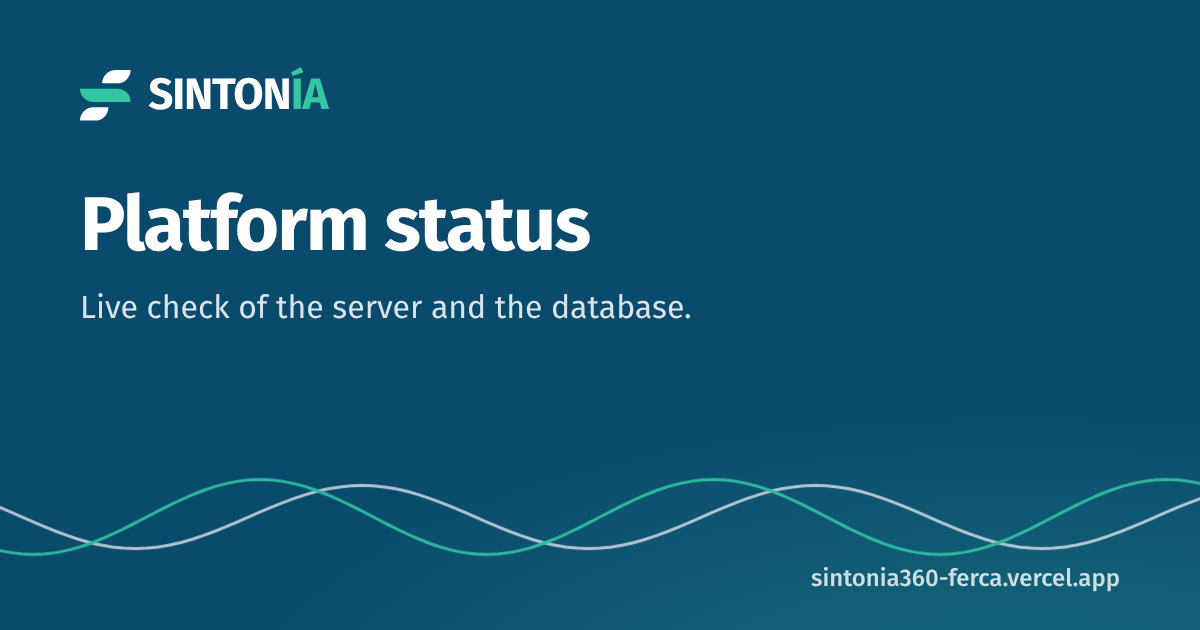 SINTONÍA
Platform status
Live check of the server and the database.
sintonia360-ferca.vercel.app